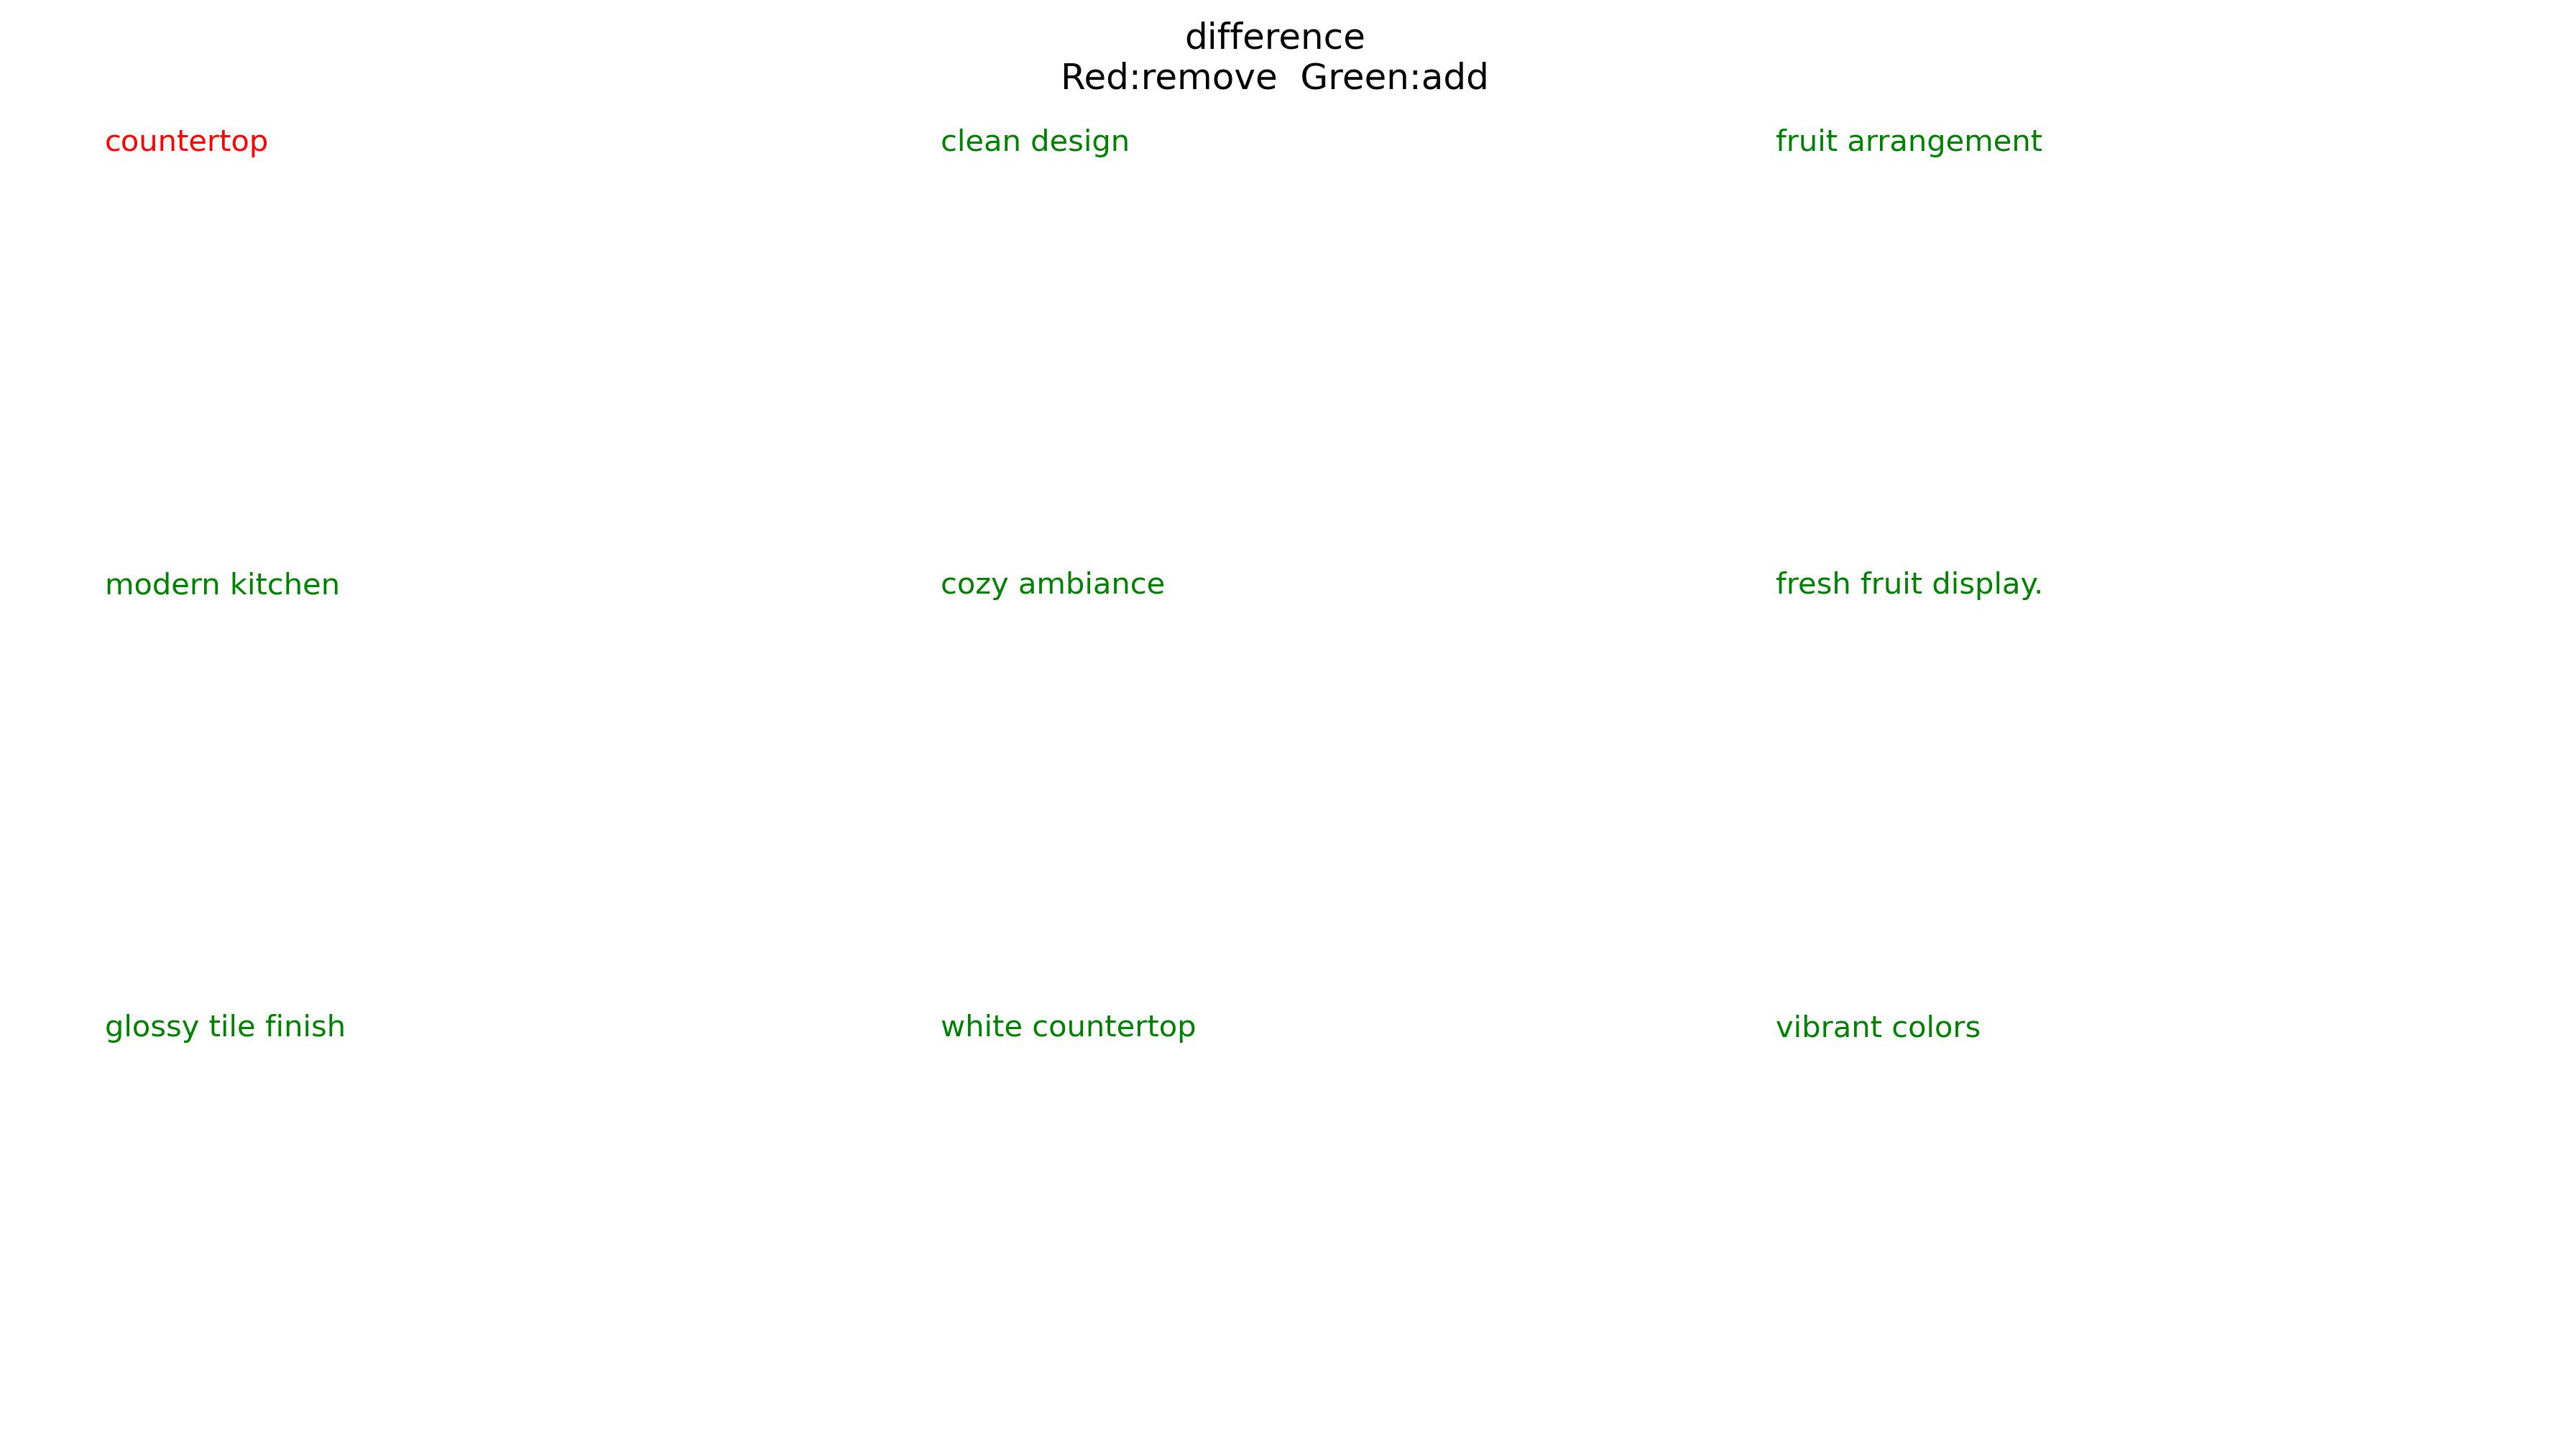 difference
Red:remove  Green:add
countertop
clean design
fruit arrangement
modern kitchen
cozy ambiance
fresh fruit display.
glossy tile finish
white countertop
vibrant colors